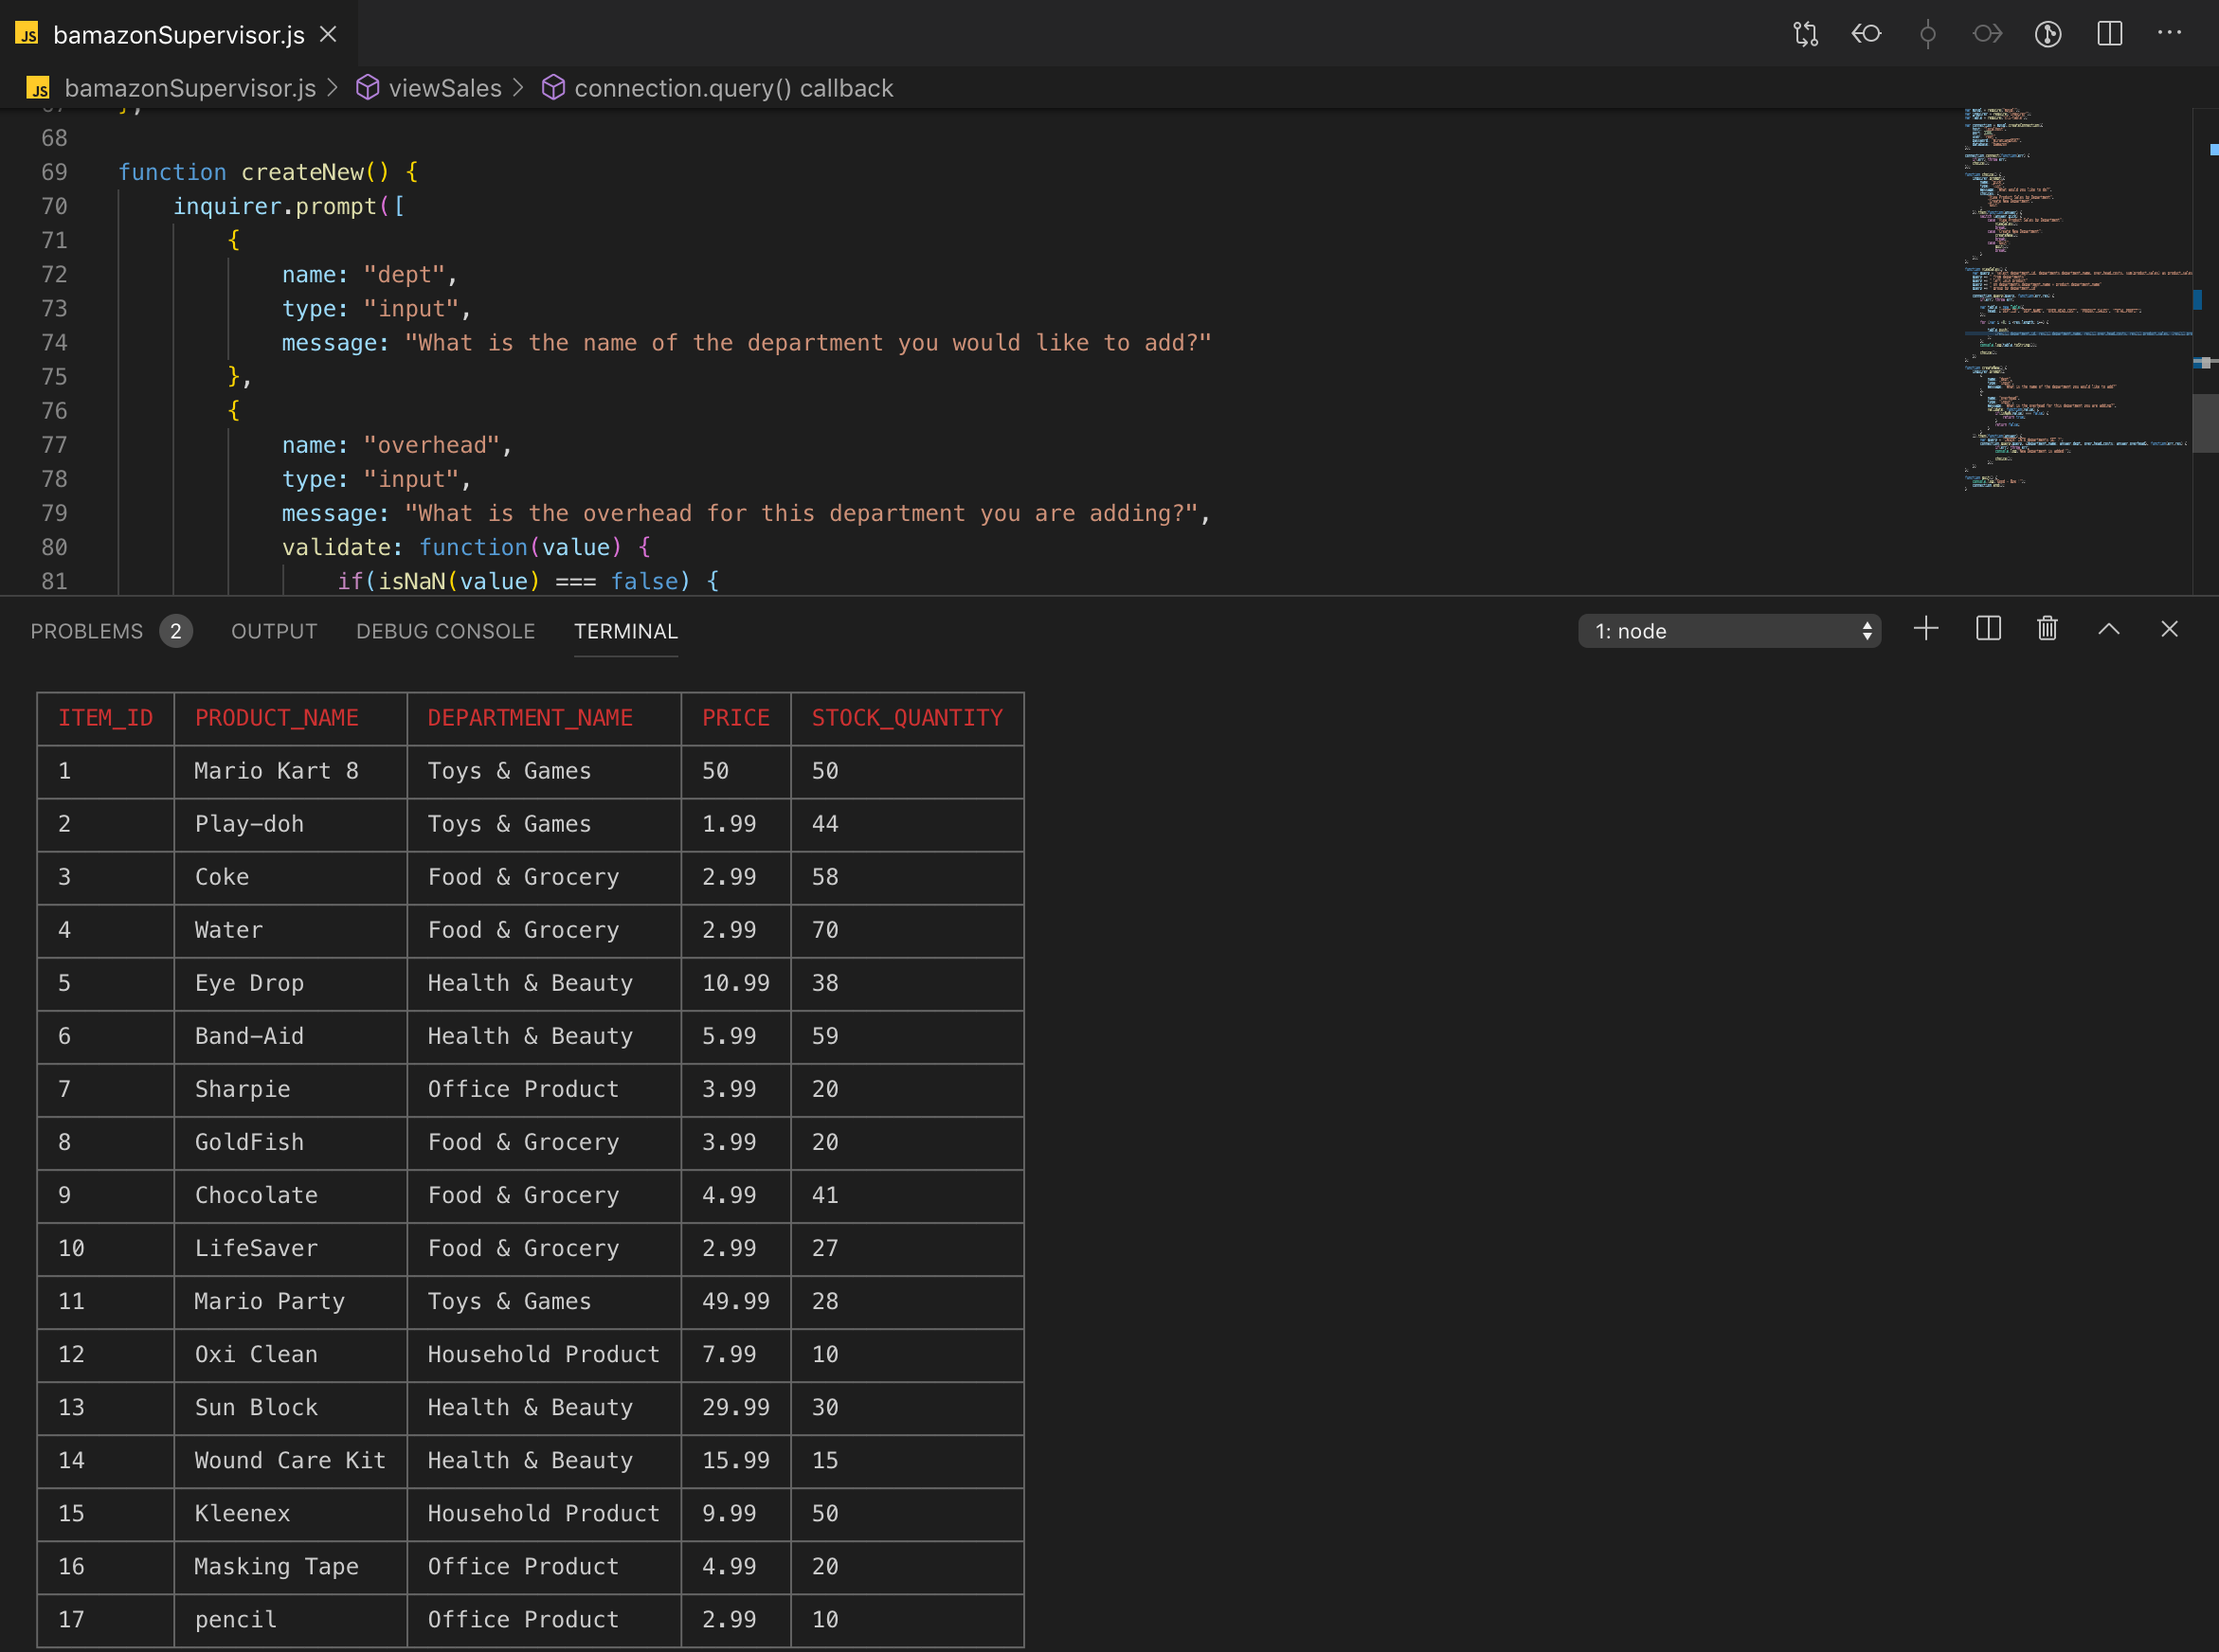 JS bamazonSupervisor.js
JS bamazonSupervisor.js > viewSales > connection.query() callback
68
69 function createNew() {
70 inquirer.prompt([
71 {
72 name: "dept",
73 type: "input",
74 message: "What is the name of the department you would like to add?"
75 },
76 {
77 name: "overhead",
78 type: "input",
79 message: "What is the overhead for this department you are adding?",
80 validate: function(value) {
81 if(isNaN(value) === false) {
PROBLEMS 2 OUTPUT DEBUG CONSOLE TERMINAL 1: node
ITEM_ID PRODUCT_NAME DEPARTMENT_NAME PRICE STOCK_QUANTITY
1 Mario Kart 8 Toys & Games 50 50
2 Play-doh Toys & Games 1.99 44
3 Coke Food & Grocery 2.99 58
4 Water Food & Grocery 2.99 70
5 Eye Drop Health & Beauty 10.99 38
6 Band-Aid Health & Beauty 5.99 59
7 Sharpie Office Product 3.99 20
8 GoldFish Food & Grocery 3.99 20
9 Chocolate Food & Grocery 4.99 41
10 LifeSaver Food & Grocery 2.99 27
11 Mario Party Toys & Games 49.99 28
12 Oxi Clean Household Product 7.99 10
13 Sun Block Health & Beauty 29.99 30
14 Wound Care Kit Health & Beauty 15.99 15
15 Kleenex Household Product 9.99 50
16 Masking Tape Office Product 4.99 20
17 pencil Office Product 2.99 10